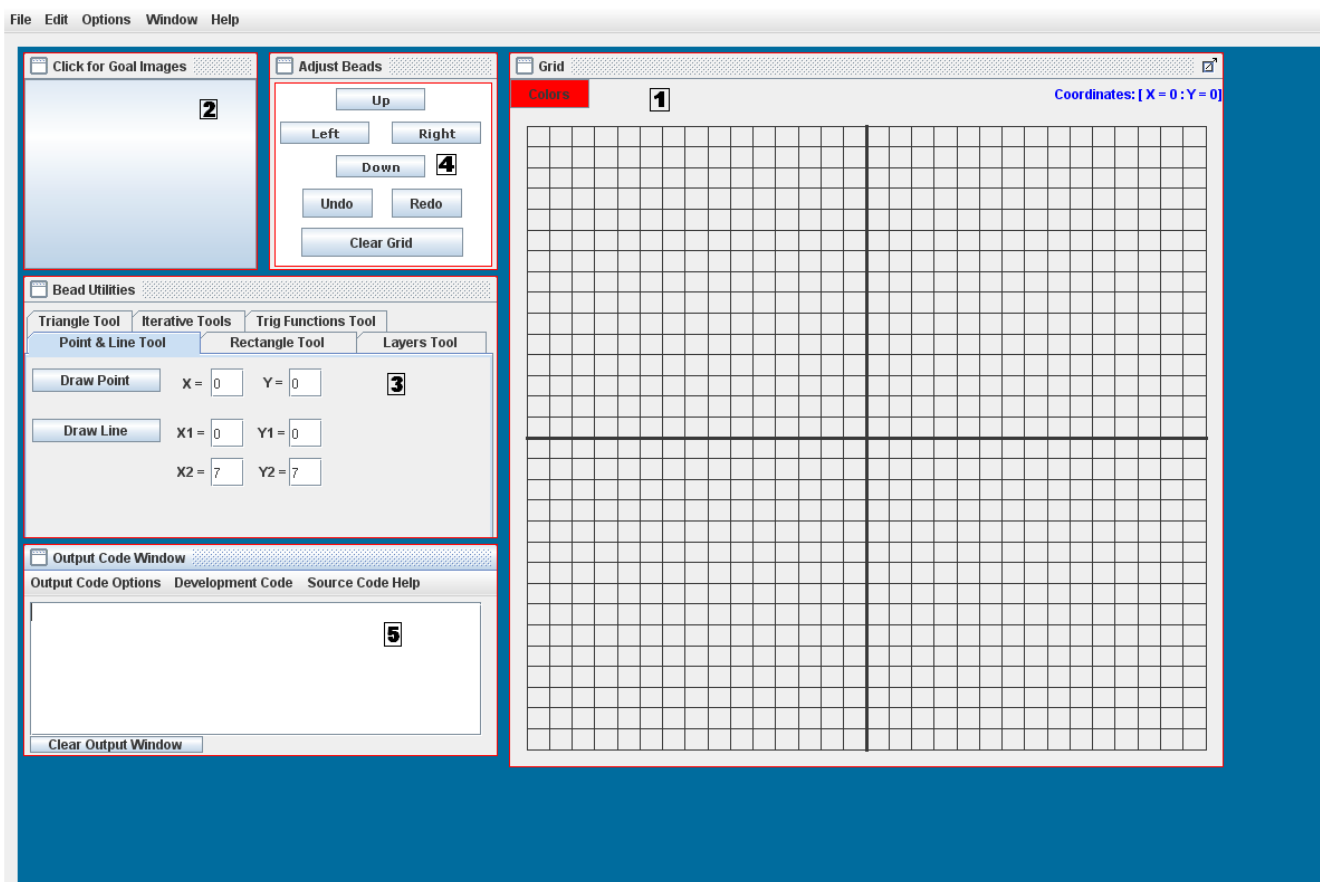 File Edit Options Window Help
Click for Goal Images
2
Adjust Beads
Up
Left Right
Down 4
Undo Redo
Clear Grid
Grid
Colors 1 Coordinates: [ X = 0 : Y = 0]
Bead Utilities
Triangle Tool Iterative Tools Trig Functions Tool
Point & Line Tool Rectangle Tool Layers Tool
Draw Point X = 0 Y = 0 3
Draw Line X1 = 0 Y1 = 0
X2 = 7 Y2 = 7
Output Code Window
Output Code Options Development Code Source Code Help
5
Clear Output Window